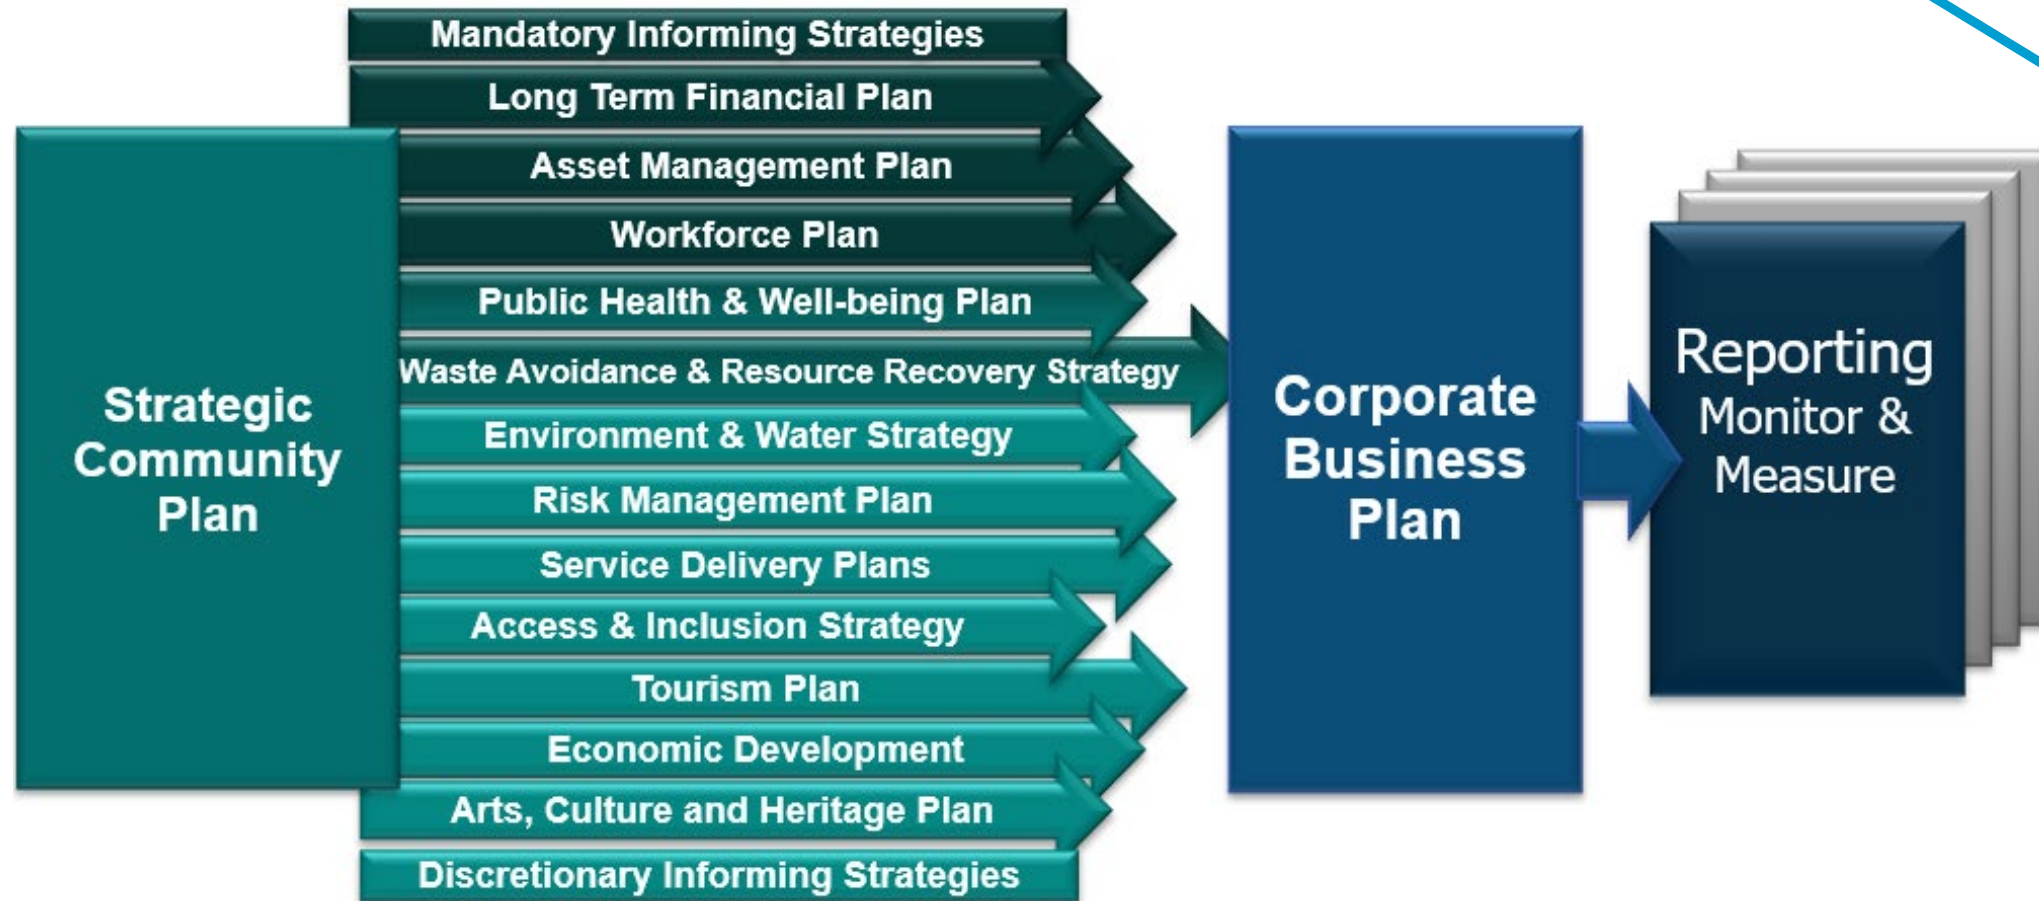 Mandatory Informing Strategies
Long Term Financial Plan
Asset Management Plan
Workforce Plan
Public Health & Well-being Plan
Waste Avoidance & Resource Recovery Strategy
Environment & Water Strategy
Risk Management Plan
Service Delivery Plans
Access & Inclusion Strategy
Tourism Plan
Economic Development
Arts, Culture and Heritage Plan
Discretionary Informing Strategies
Strategic
Community
Plan
Corporate
Business
Plan
Reporting
Monitor &
Measure